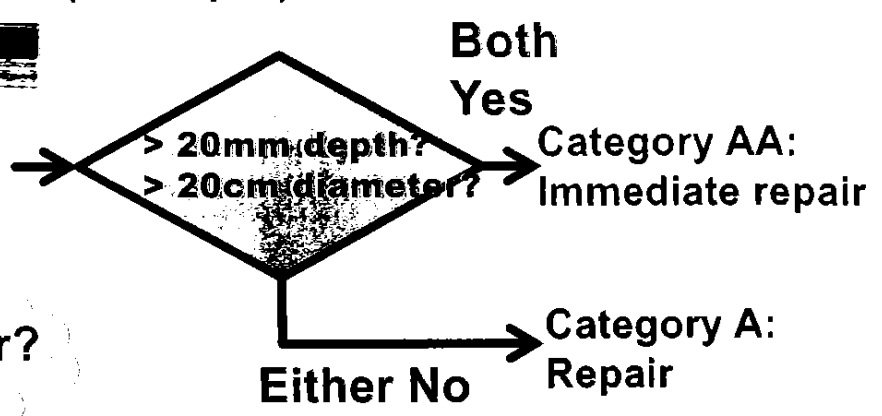 Both
Yes
> 20mm depth?
> 20cm diameter?
Category AA:
Immediate repair
r?
Category A:
Repair
Either No